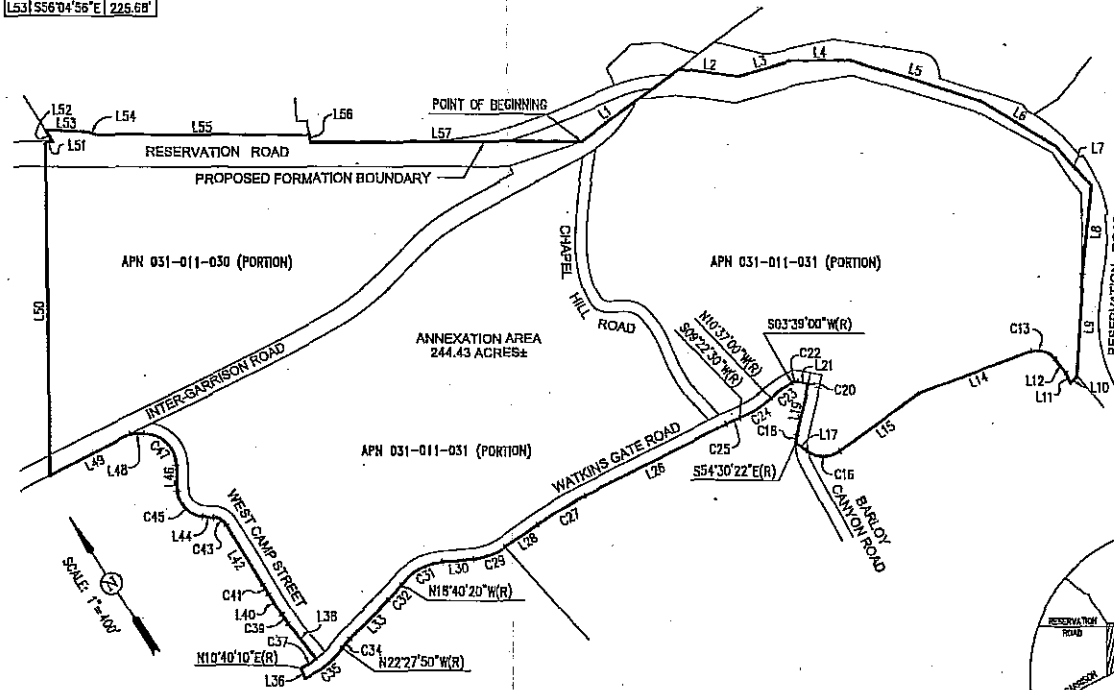 L53 S56°04'56"E 225.68'
L52
L53
L54
L55
L56
L51
POINT OF BEGINNING
L57
L1
L2
L3
L4
L5
L6
L7
L8
L9
RESERVATION ROAD
PROPOSED FORMATION BOUNDARY
APN 031-011-030 (PORTION)
L50
CHAPEL
HILL ROAD
APN 031-011-031 (PORTION)
ANNEXATION AREA
244.43 ACRES±
INTER-GARRISON ROAD
N10°37'00"W(R)
S09°22'30"W(R)
S03°39'00"W(R)
C22
L21
C20
C24
C25
C18
L17
C16
L15
L14
C13
L12
L11
L10
S54°30'22"E(R)
BARLOY
CANYON ROAD
APN 031-011-031 (PORTION)
WATKINS GATE ROAD
L26
C27
L28
C29
L30
C31
C32
N18°40'20"W(R)
L33
C34
N22°27'50"W(R)
C35
L36
N10°40'10"E(R)
C37
L38
C39
L40
C41
L42
C43
L44
C45
L46
C47
L48
L49
WEST CAMP STREET
SCALE: 1"=400'
RESERVATION
ROAD